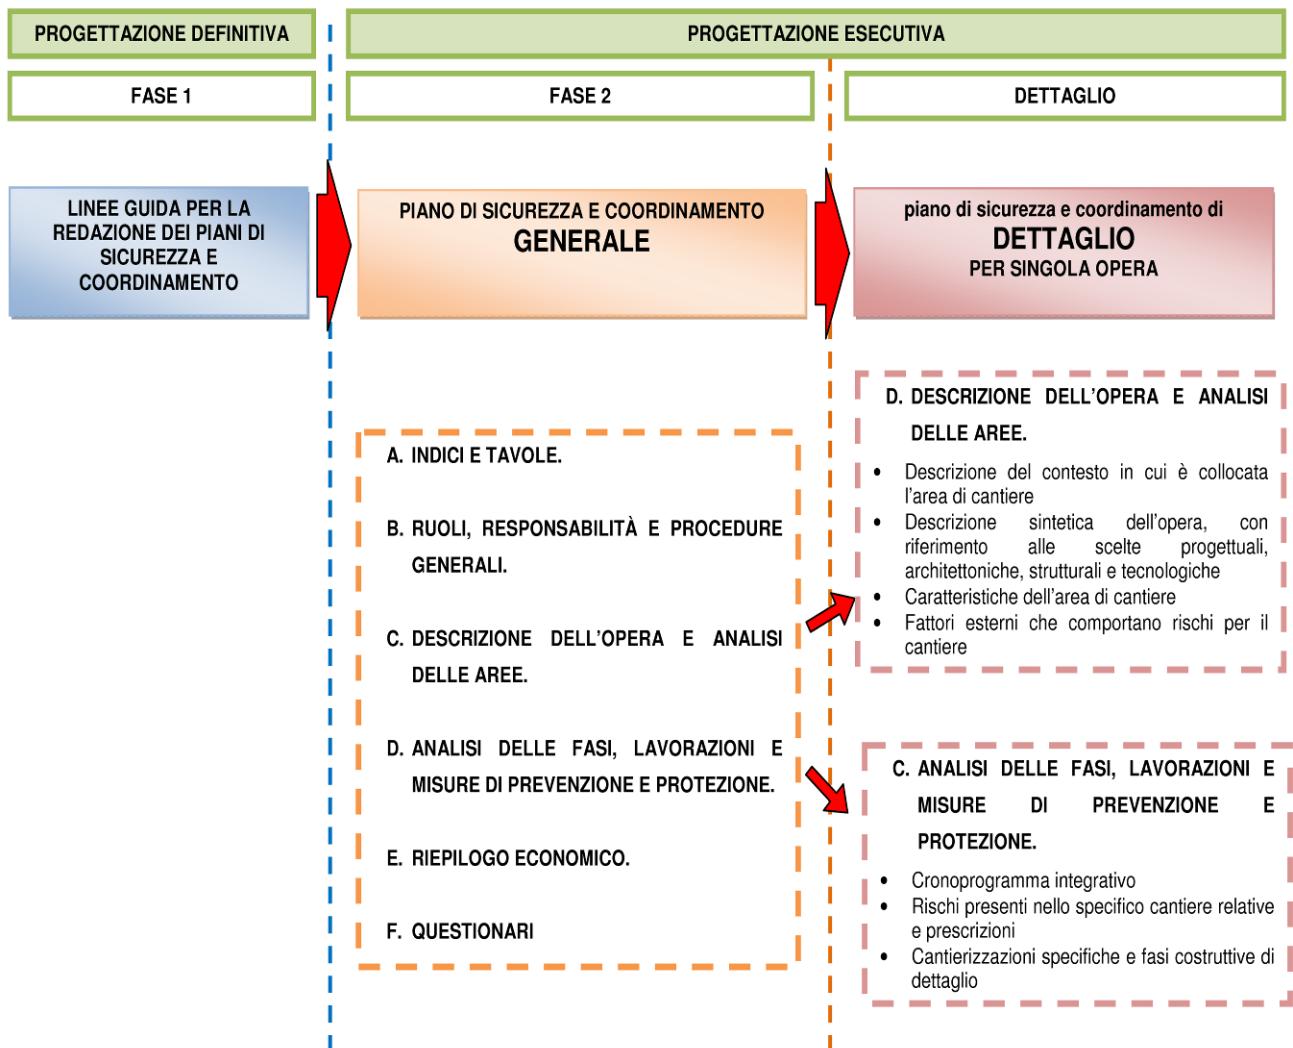 PROGETTAZIONE DEFINITIVA
PROGETTAZIONE ESECUTIVA
FASE 1
FASE 2
DETTAGLIO
LINEE GUIDA PER LA
REDAZIONE DEI PIANI DI
SICUREZZA E
COORDINAMENTO
PIANO DI SICUREZZA E COORDINAMENTO
GENERALE
piano di sicurezza e coordinamento di
DETTAGLIO
PER SINGOLA OPERA
A. INDICI E TAVOLE.
B. RUOLI, RESPONSABILITÀ E PROCEDURE
GENERALI.
C. DESCRIZIONE DELL'OPERA E ANALISI
DELLE AREE.
D. ANALISI DELLE FASI, LAVORAZIONI E
MISURE DI PREVENZIONE E PROTEZIONE.
E. RIEPILOGO ECONOMICO.
F. QUESTIONARI
D. DESCRIZIONE DELL'OPERA E ANALISI
DELLE AREE.
• Descrizione del contesto in cui è collocata
l'area di cantiere
• Descrizione sintetica dell'opera, con
riferimento alle scelte progettuali,
architettoniche, strutturali e tecnologiche
• Caratteristiche dell'area di cantiere
• Fattori esterni che comportano rischi per il
cantiere
C. ANALISI DELLE FASI, LAVORAZIONI E
MISURE DI PREVENZIONE E
PROTEZIONE.
• Cronoprogramma integrativo
• Rischi presenti nello specifico cantiere relative
e prescrizioni
• Cantierizzazioni specifiche e fasi costruttive di
dettaglio